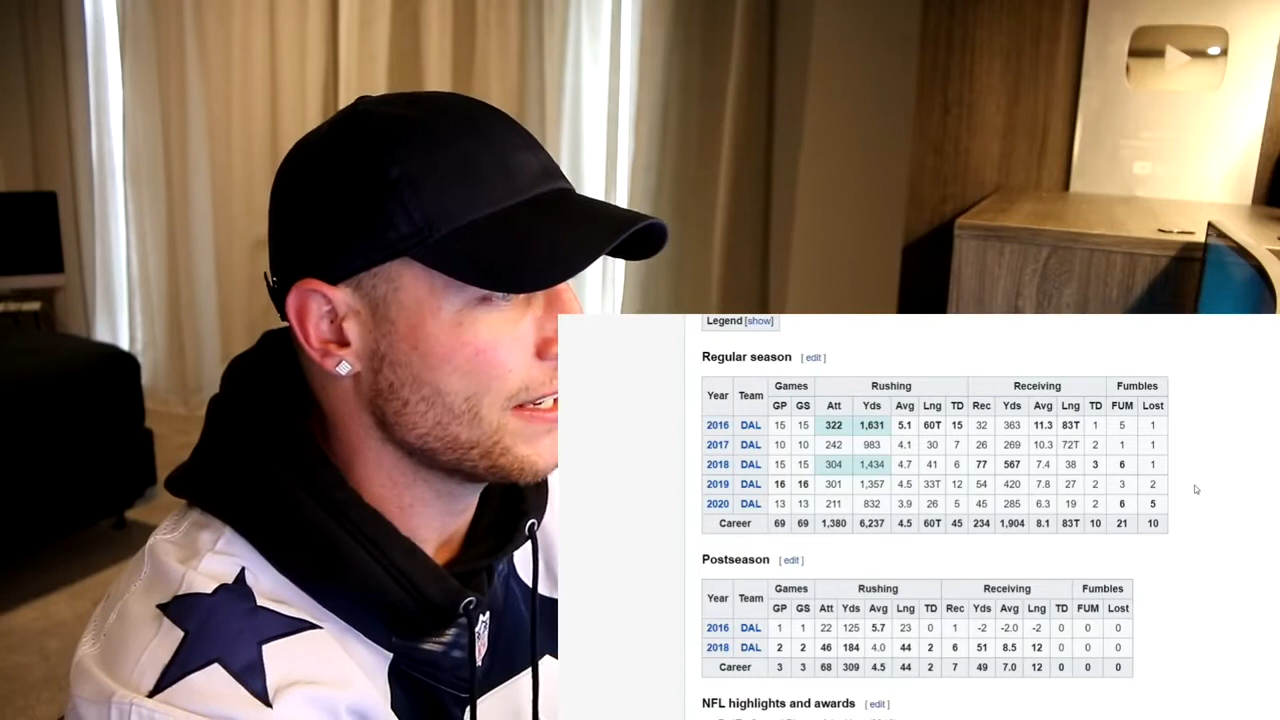 Legend [show]
Regular season [ edit ]
Year Team Games Rushing Receiving Fumbles
GP GS Att Yds Avg Lng TD Rec Yds Avg Lng TD FUM Lost
2016 DAL 15 15 322 1,631 5.1 60T 15 32 363 11.3 83T 1 5 1
2017 DAL 10 10 242 983 4.1 30 7 26 269 10.3 72T 2 1 1
2018 DAL 15 15 304 1,434 4.7 41 6 77 567 7.4 38 3 6 1
2019 DAL 16 16 301 1,357 4.5 33T 12 54 420 7.8 27 2 3 2
2020 DAL 13 13 211 832 3.9 26 5 45 285 6.3 19 2 6 5
Career 69 69 1,380 6,237 4.5 60T 45 234 1,904 8.1 83T 10 21 10
Postseason [ edit ]
Year Team Games Rushing Receiving Fumbles
GP GS Att Yds Avg Lng TD Rec Yds Avg Lng TD FUM Lost
2016 DAL 1 1 22 125 5.7 23 0 1 -2 -2.0 -2 0 0 0
2018 DAL 2 2 46 184 4.0 44 2 6 51 8.5 12 0 0 0
Career 3 3 68 309 4.5 44 2 7 49 7.0 12 0 0 0
NFL highlights and awards [ edit ]